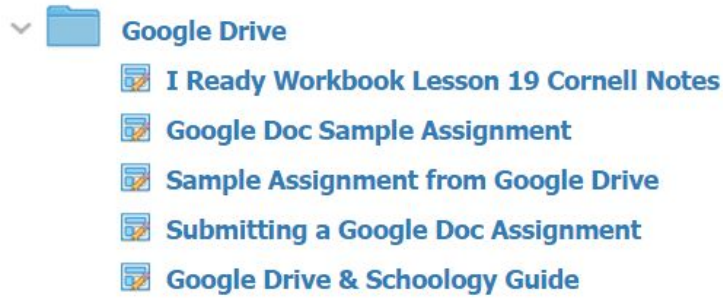 Google Drive
I Ready Workbook Lesson 19 Cornell Notes
Google Doc Sample Assignment
Sample Assignment from Google Drive
Submitting a Google Doc Assignment
Google Drive & Schoology Guide